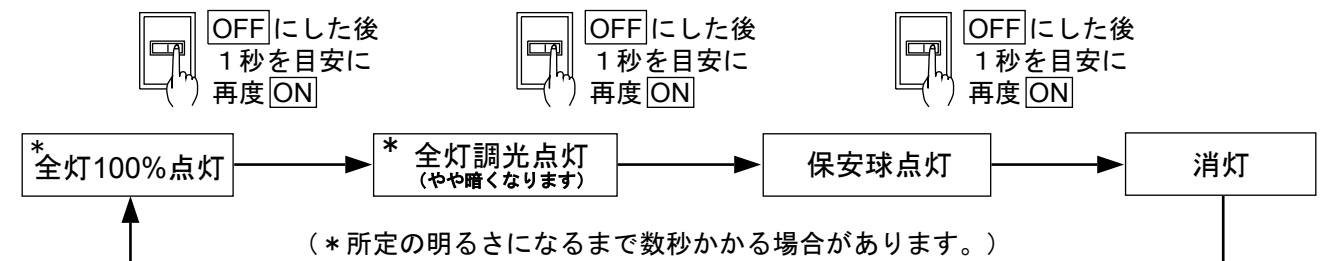 OFFにした後
1秒を目安に
再度ON
OFFにした後
1秒を目安に
再度ON
OFFにした後
1秒を目安に
再度ON
*全灯100%点灯
*全灯調光点灯
(やや暗くなります)
保安球点灯
消灯
(*所定の明るさになるまで数秒かかる場合があります。)